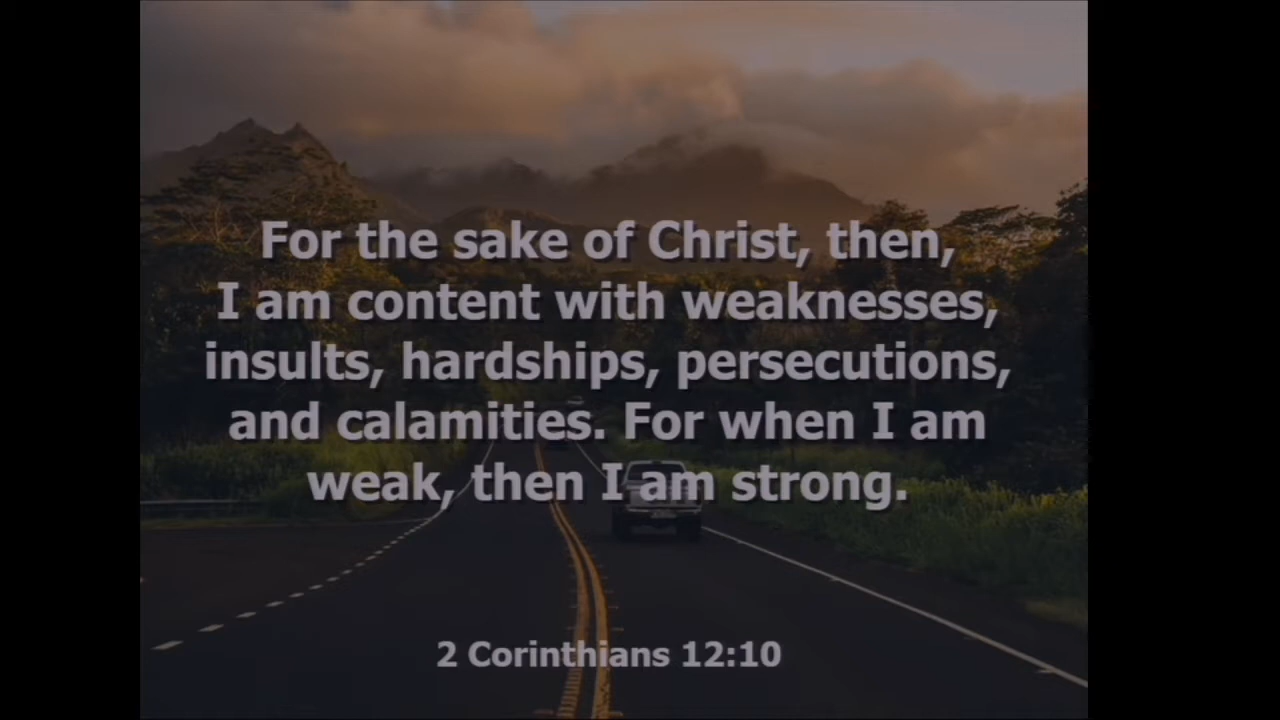 For the sake of Christ, then,
I am content with weaknesses,
insults, hardships, persecutions,
and calamities. For when I am
weak, then I am strong.
2 Corinthians 12:10